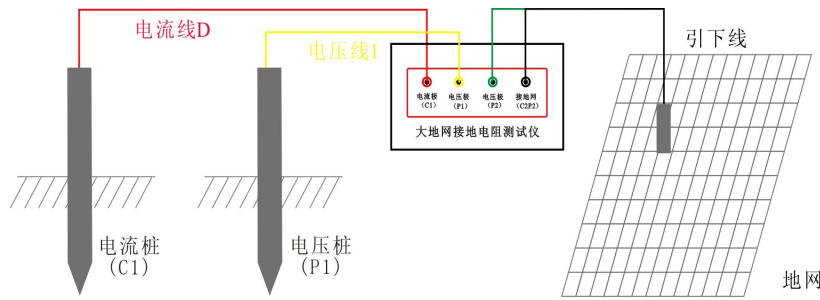 电流线D
电压线1
引下线
电流极 电压极 电压极 接地网
(C1) (P1) (P2) (C2P2)
大地网接地电阻测试仪
电流桩
(C1)
电压桩
(P1)
地网